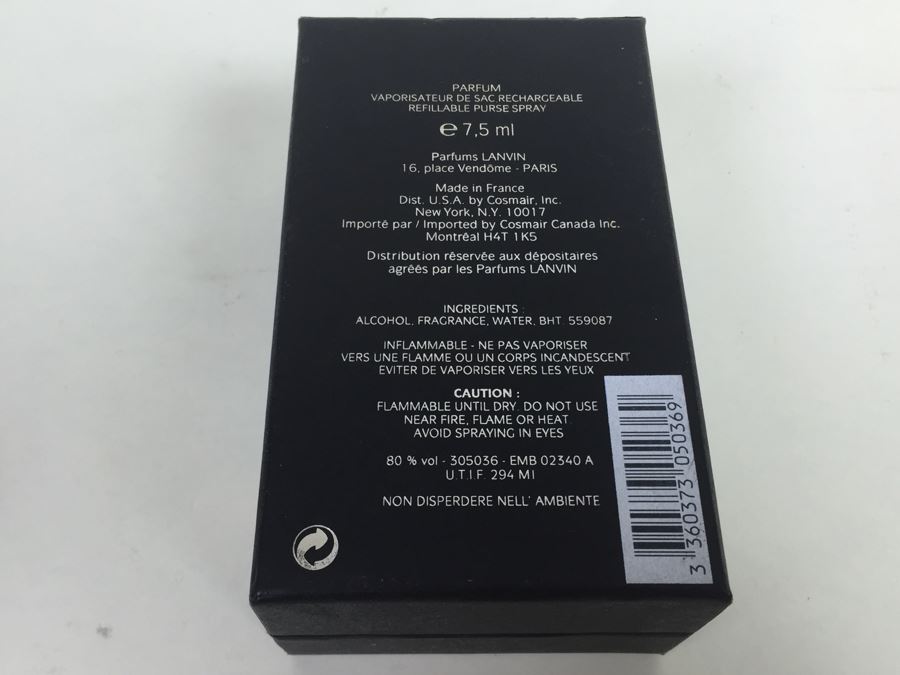 PARFUM
VAPORISATEUR DE SAC RECHARGEABLE
REFILLABLE PURSE SPRAY
℮ 7,5 ml
Parfums LANVIN
16, place Vendôme - PARIS
Made in France
Dist. U.S.A. by Cosmair, Inc.
New York, N.Y. 10017
Importé par / Imported by Cosmair Canada Inc.
Montréal H4T 1K5
Distribution réservée aux dépositaires
agréés par les Parfums LANVIN
INGREDIENTS :
ALCOHOL, FRAGRANCE, WATER, BHT. 559087
INFLAMMABLE - NE PAS VAPORISER
VERS UNE FLAMME OU UN CORPS INCANDESCENT
EVITER DE VAPORISER VERS LES YEUX
CAUTION :
FLAMMABLE UNTIL DRY. DO NOT USE
NEAR FIRE, FLAME OR HEAT.
AVOID SPRAYING IN EYES
80 % vol - 305036 - EMB 02340 A
U.T.I.F. 294 MI
NON DISPERDERE NELL' AMBIENTE
3 360373 050369